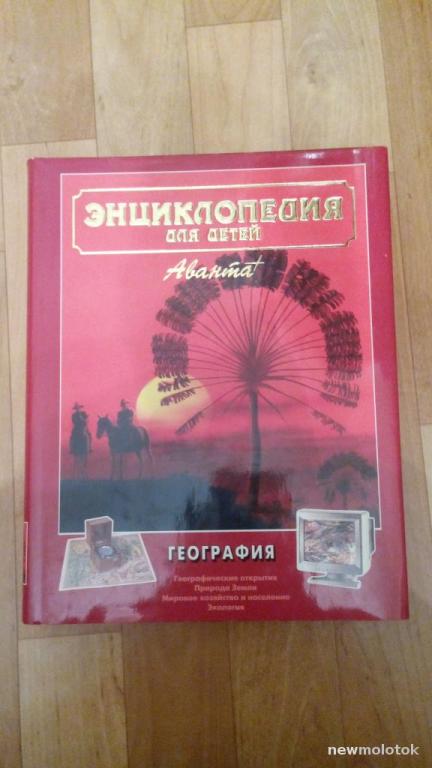 ЭНЦИКЛОПЕДИЯ
ДЛЯ ДЕТЕЙ
Аванта+
ГЕОГРАФИЯ
Географические открытия
Природа Земли
Мировое хозяйство и население
Экология
newmolotok